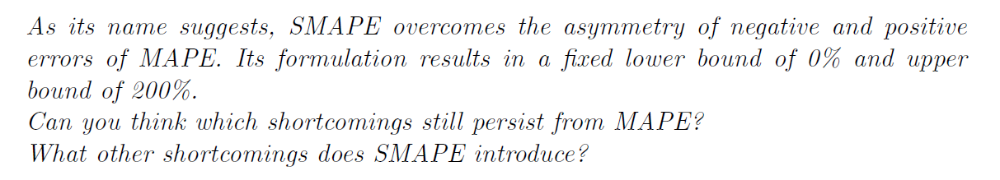 As its name suggests, SMAPE overcomes the asymmetry of negative and positive
errors of MAPE. Its formulation results in a fixed lower bound of 0% and upper
bound of 200%.
Can you think which shortcomings still persist from MAPE?
What other shortcomings does SMAPE introduce?